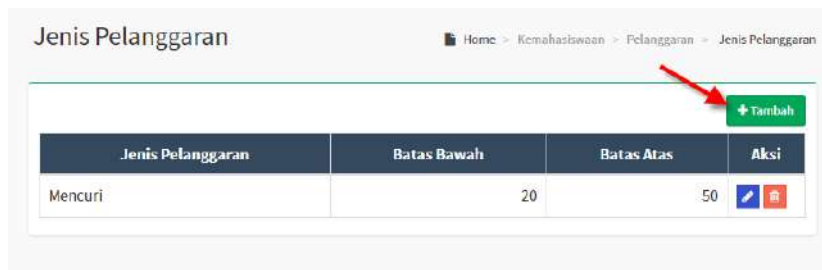 Jenis Pelanggaran
Home > Kemahasiswaan > Pelanggaran > Jenis Pelanggaran
+ Tambah
Jenis Pelanggaran Batas Bawah Batas Atas Aksi
Mencuri 20 50